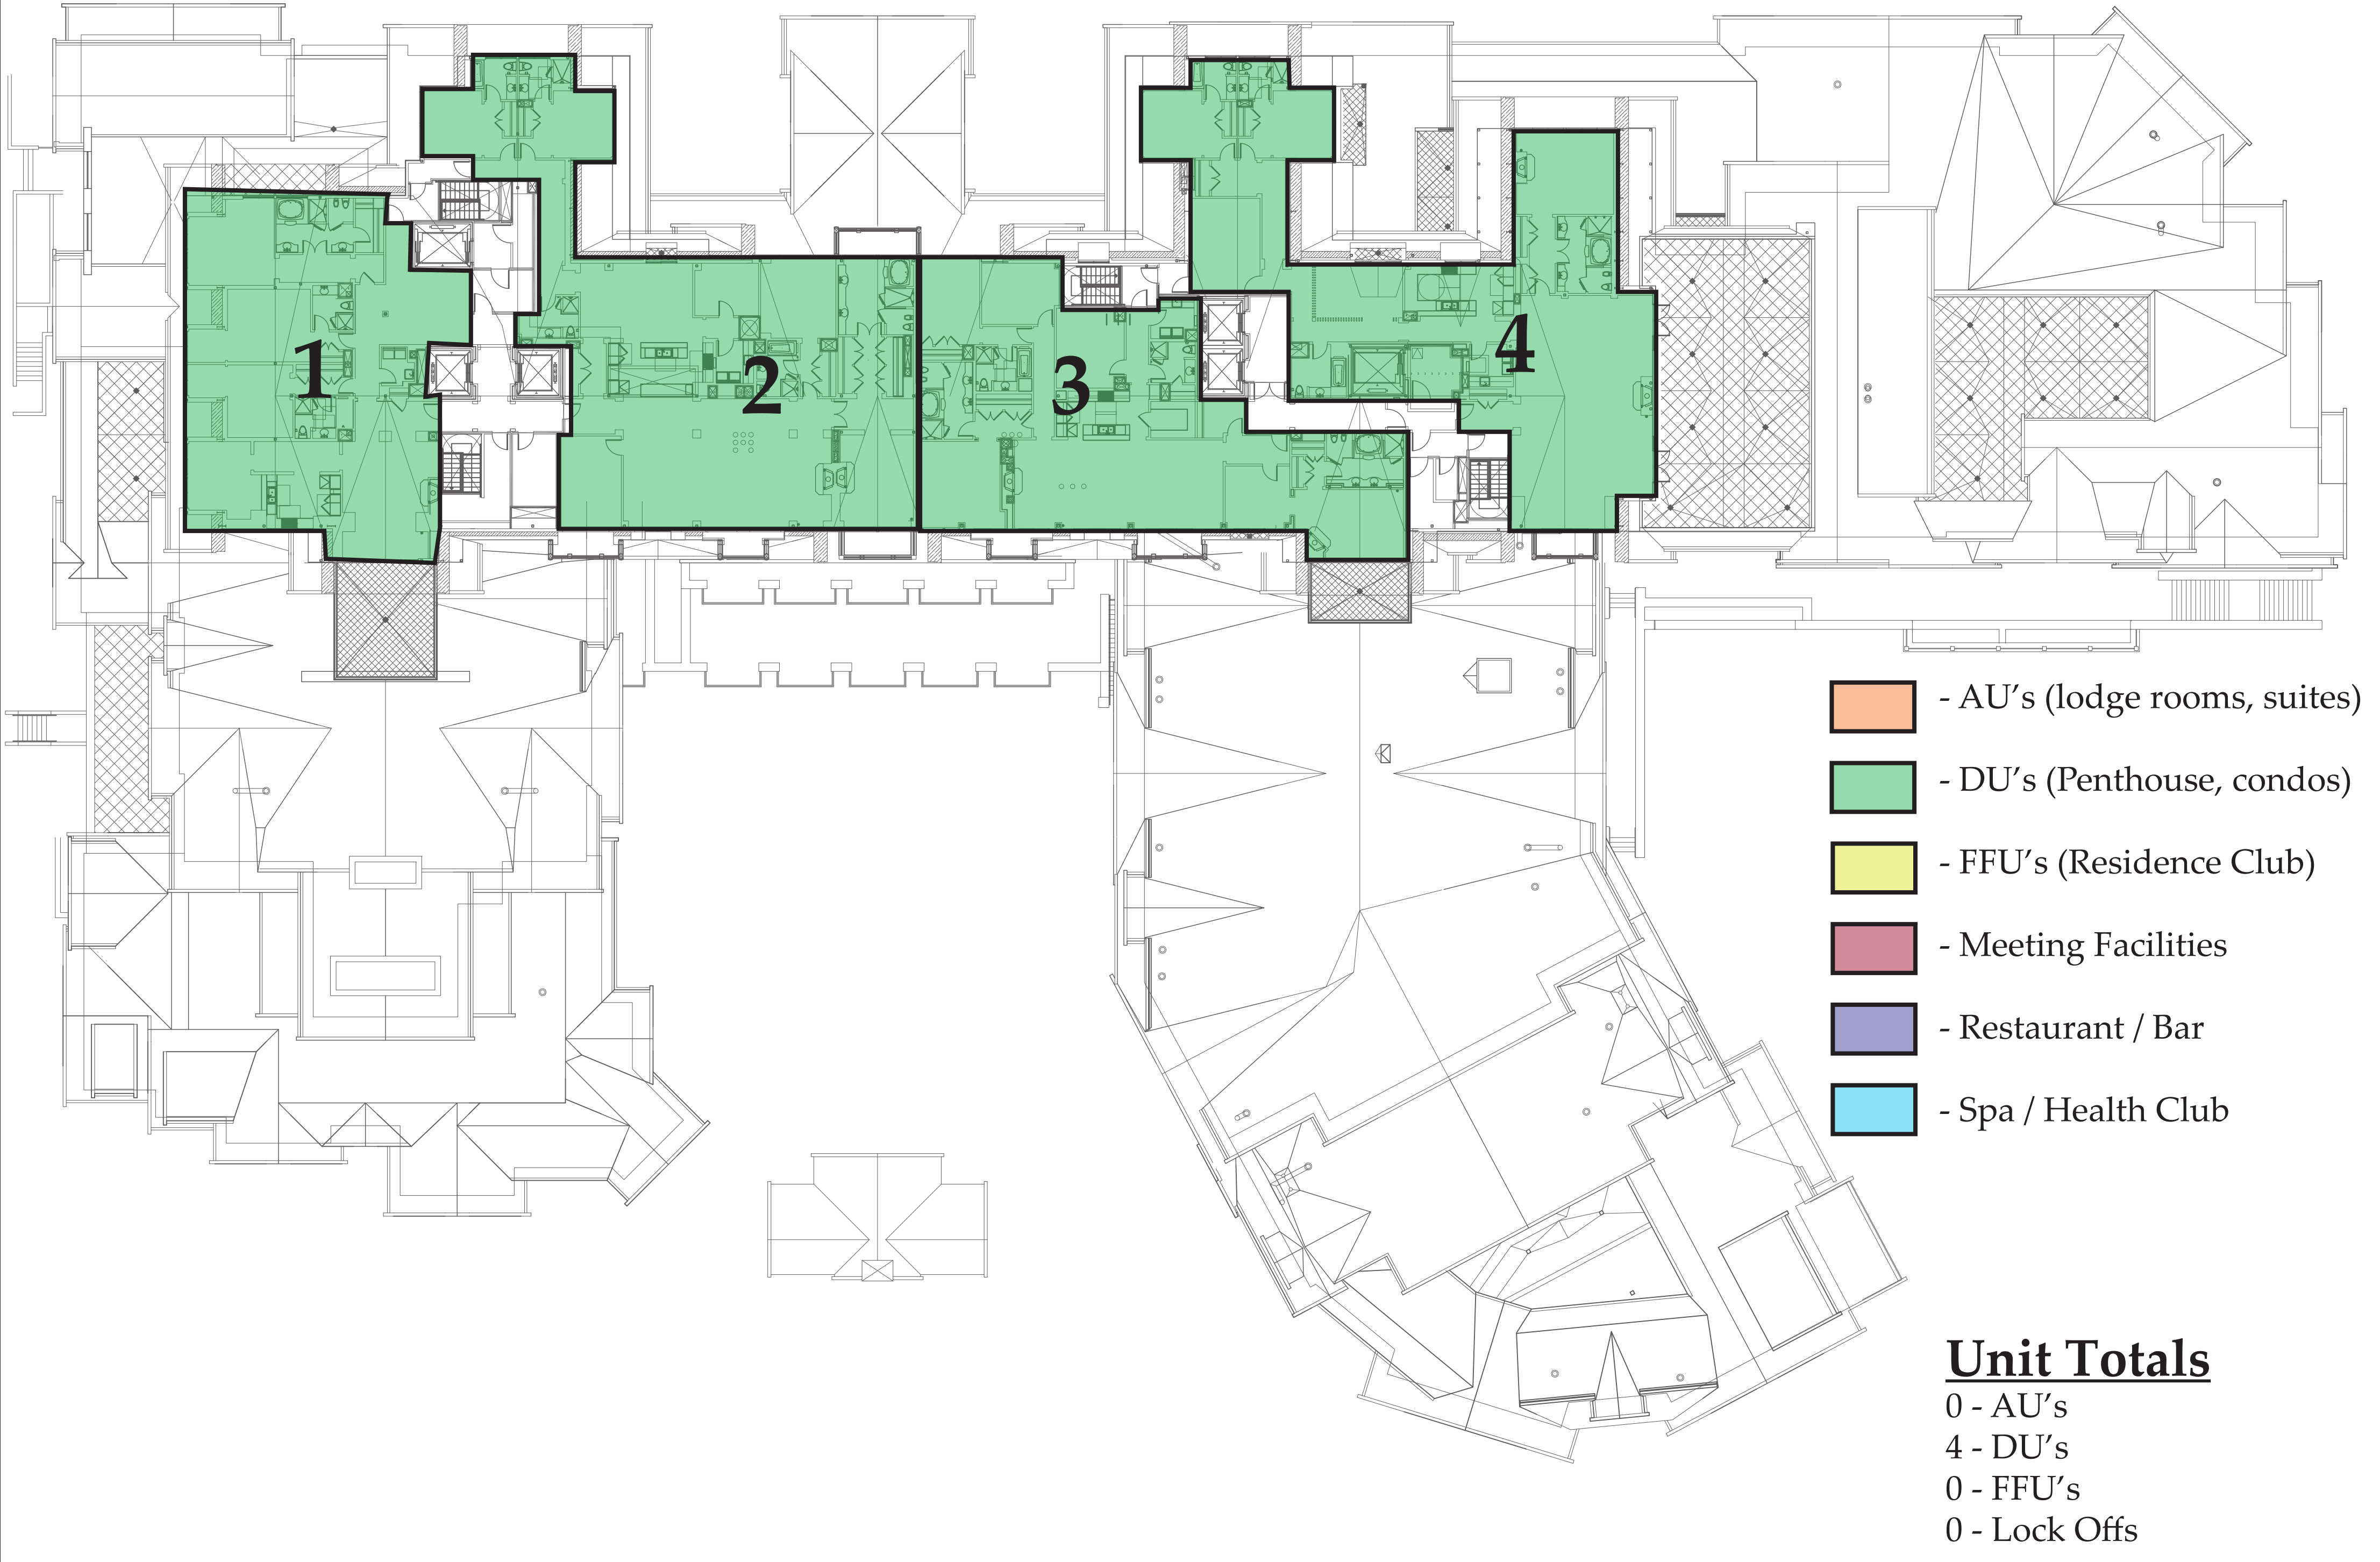 1
2
3
4
- AU’s (lodge rooms, suites)
- DU’s (Penthouse, condos)
- FFU’s (Residence Club)
- Meeting Facilities
- Restaurant / Bar
- Spa / Health Club
Unit Totals
0 - AU’s
4 - DU’s
0 - FFU’s
0 - Lock Offs